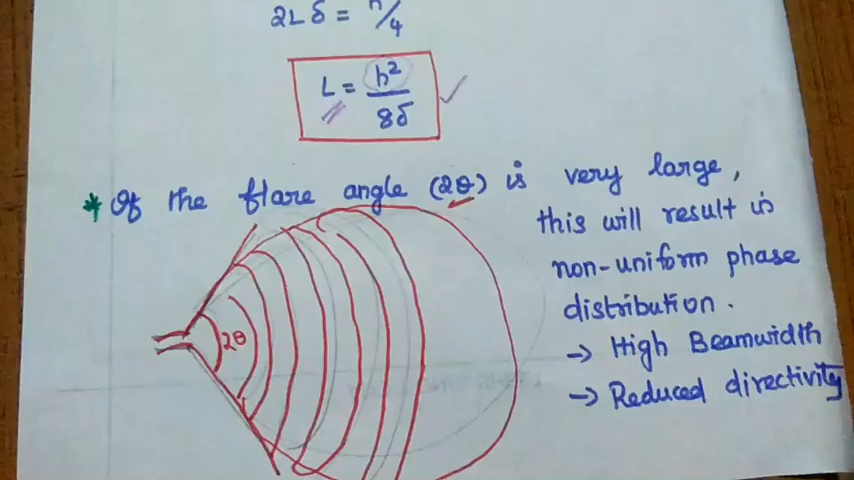 2Lδ = h/4
L = h²/8δ
* If the flare angle (2θ) is very large,
this will result in
non-uniform phase
distribution.
→ High Beamwidth
→ Reduced directivity
2θ